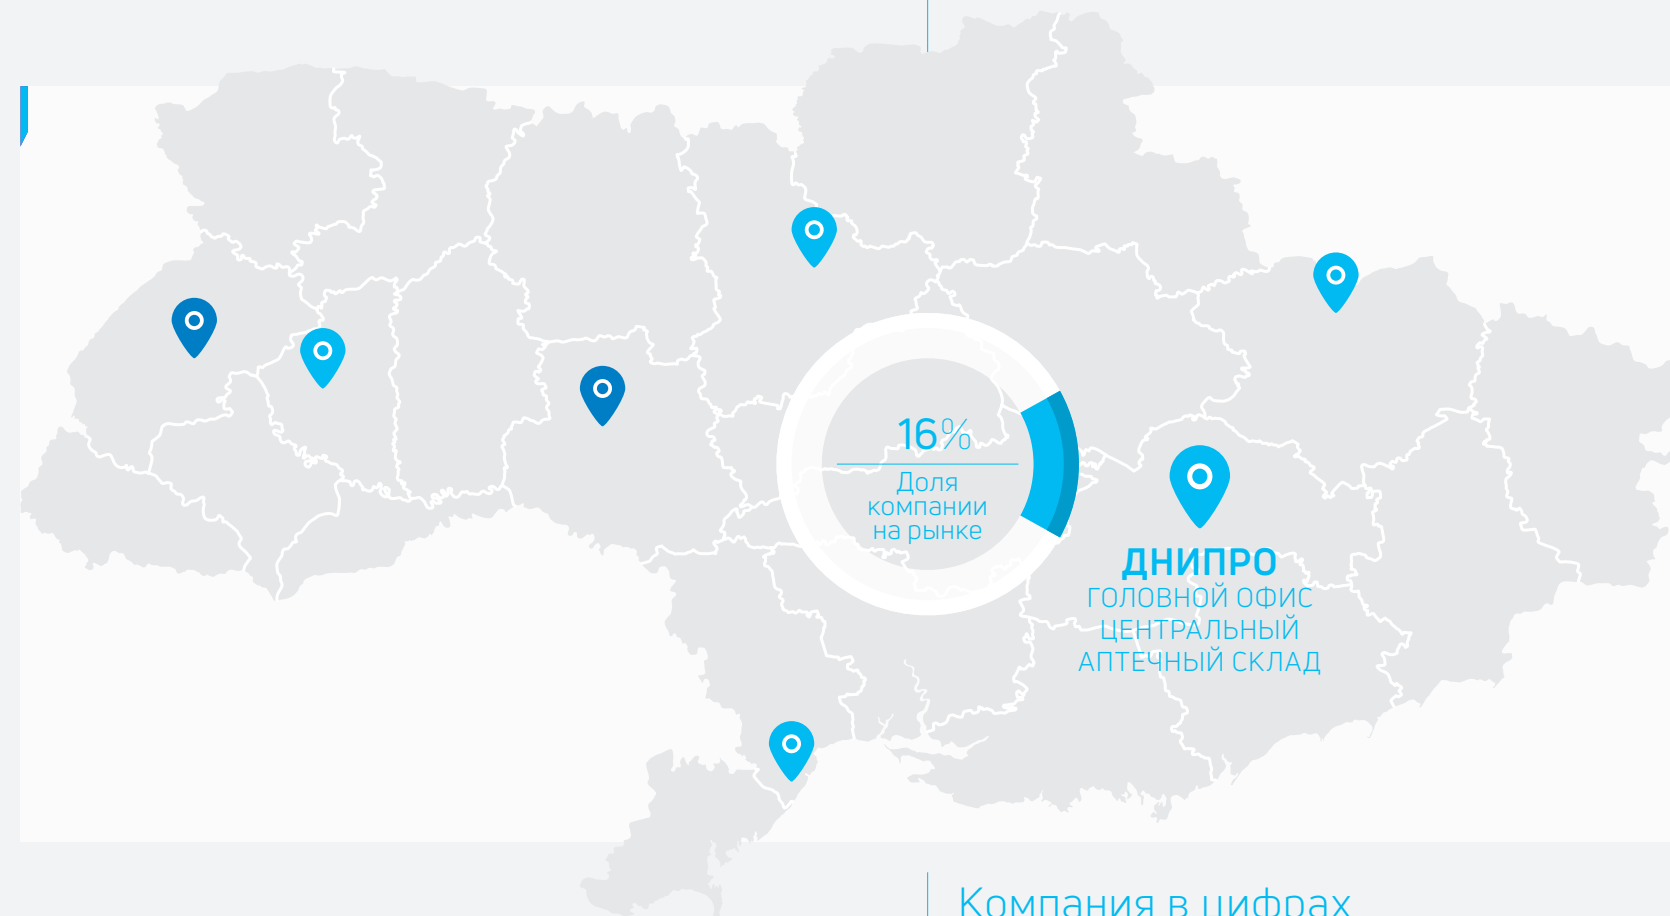 16%
Доля
компании
на рынке
ДНИПРО
ГОЛОВНОЙ ОФИС
ЦЕНТРАЛЬНЫЙ
АПТЕЧНЫЙ СКЛАД
Компания в цифрах